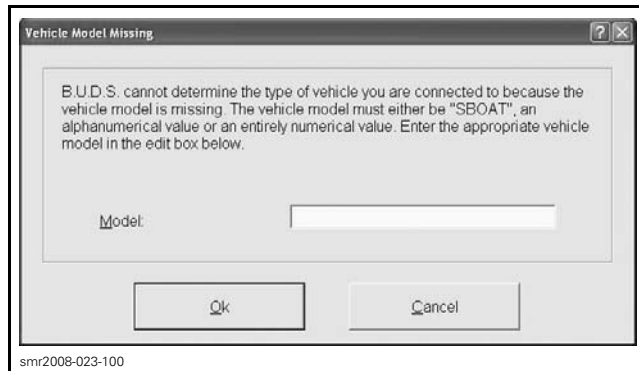 Vehicle Model Missing
B.U.D.S. cannot determine the type of vehicle you are connected to because the
vehicle model is missing. The vehicle model must either be "SBOAT", an
alphanumerical value or an entirely numerical value. Enter the appropriate vehicle
model in the edit box below.
Model:
Ok
Cancel
smr2008-023-100